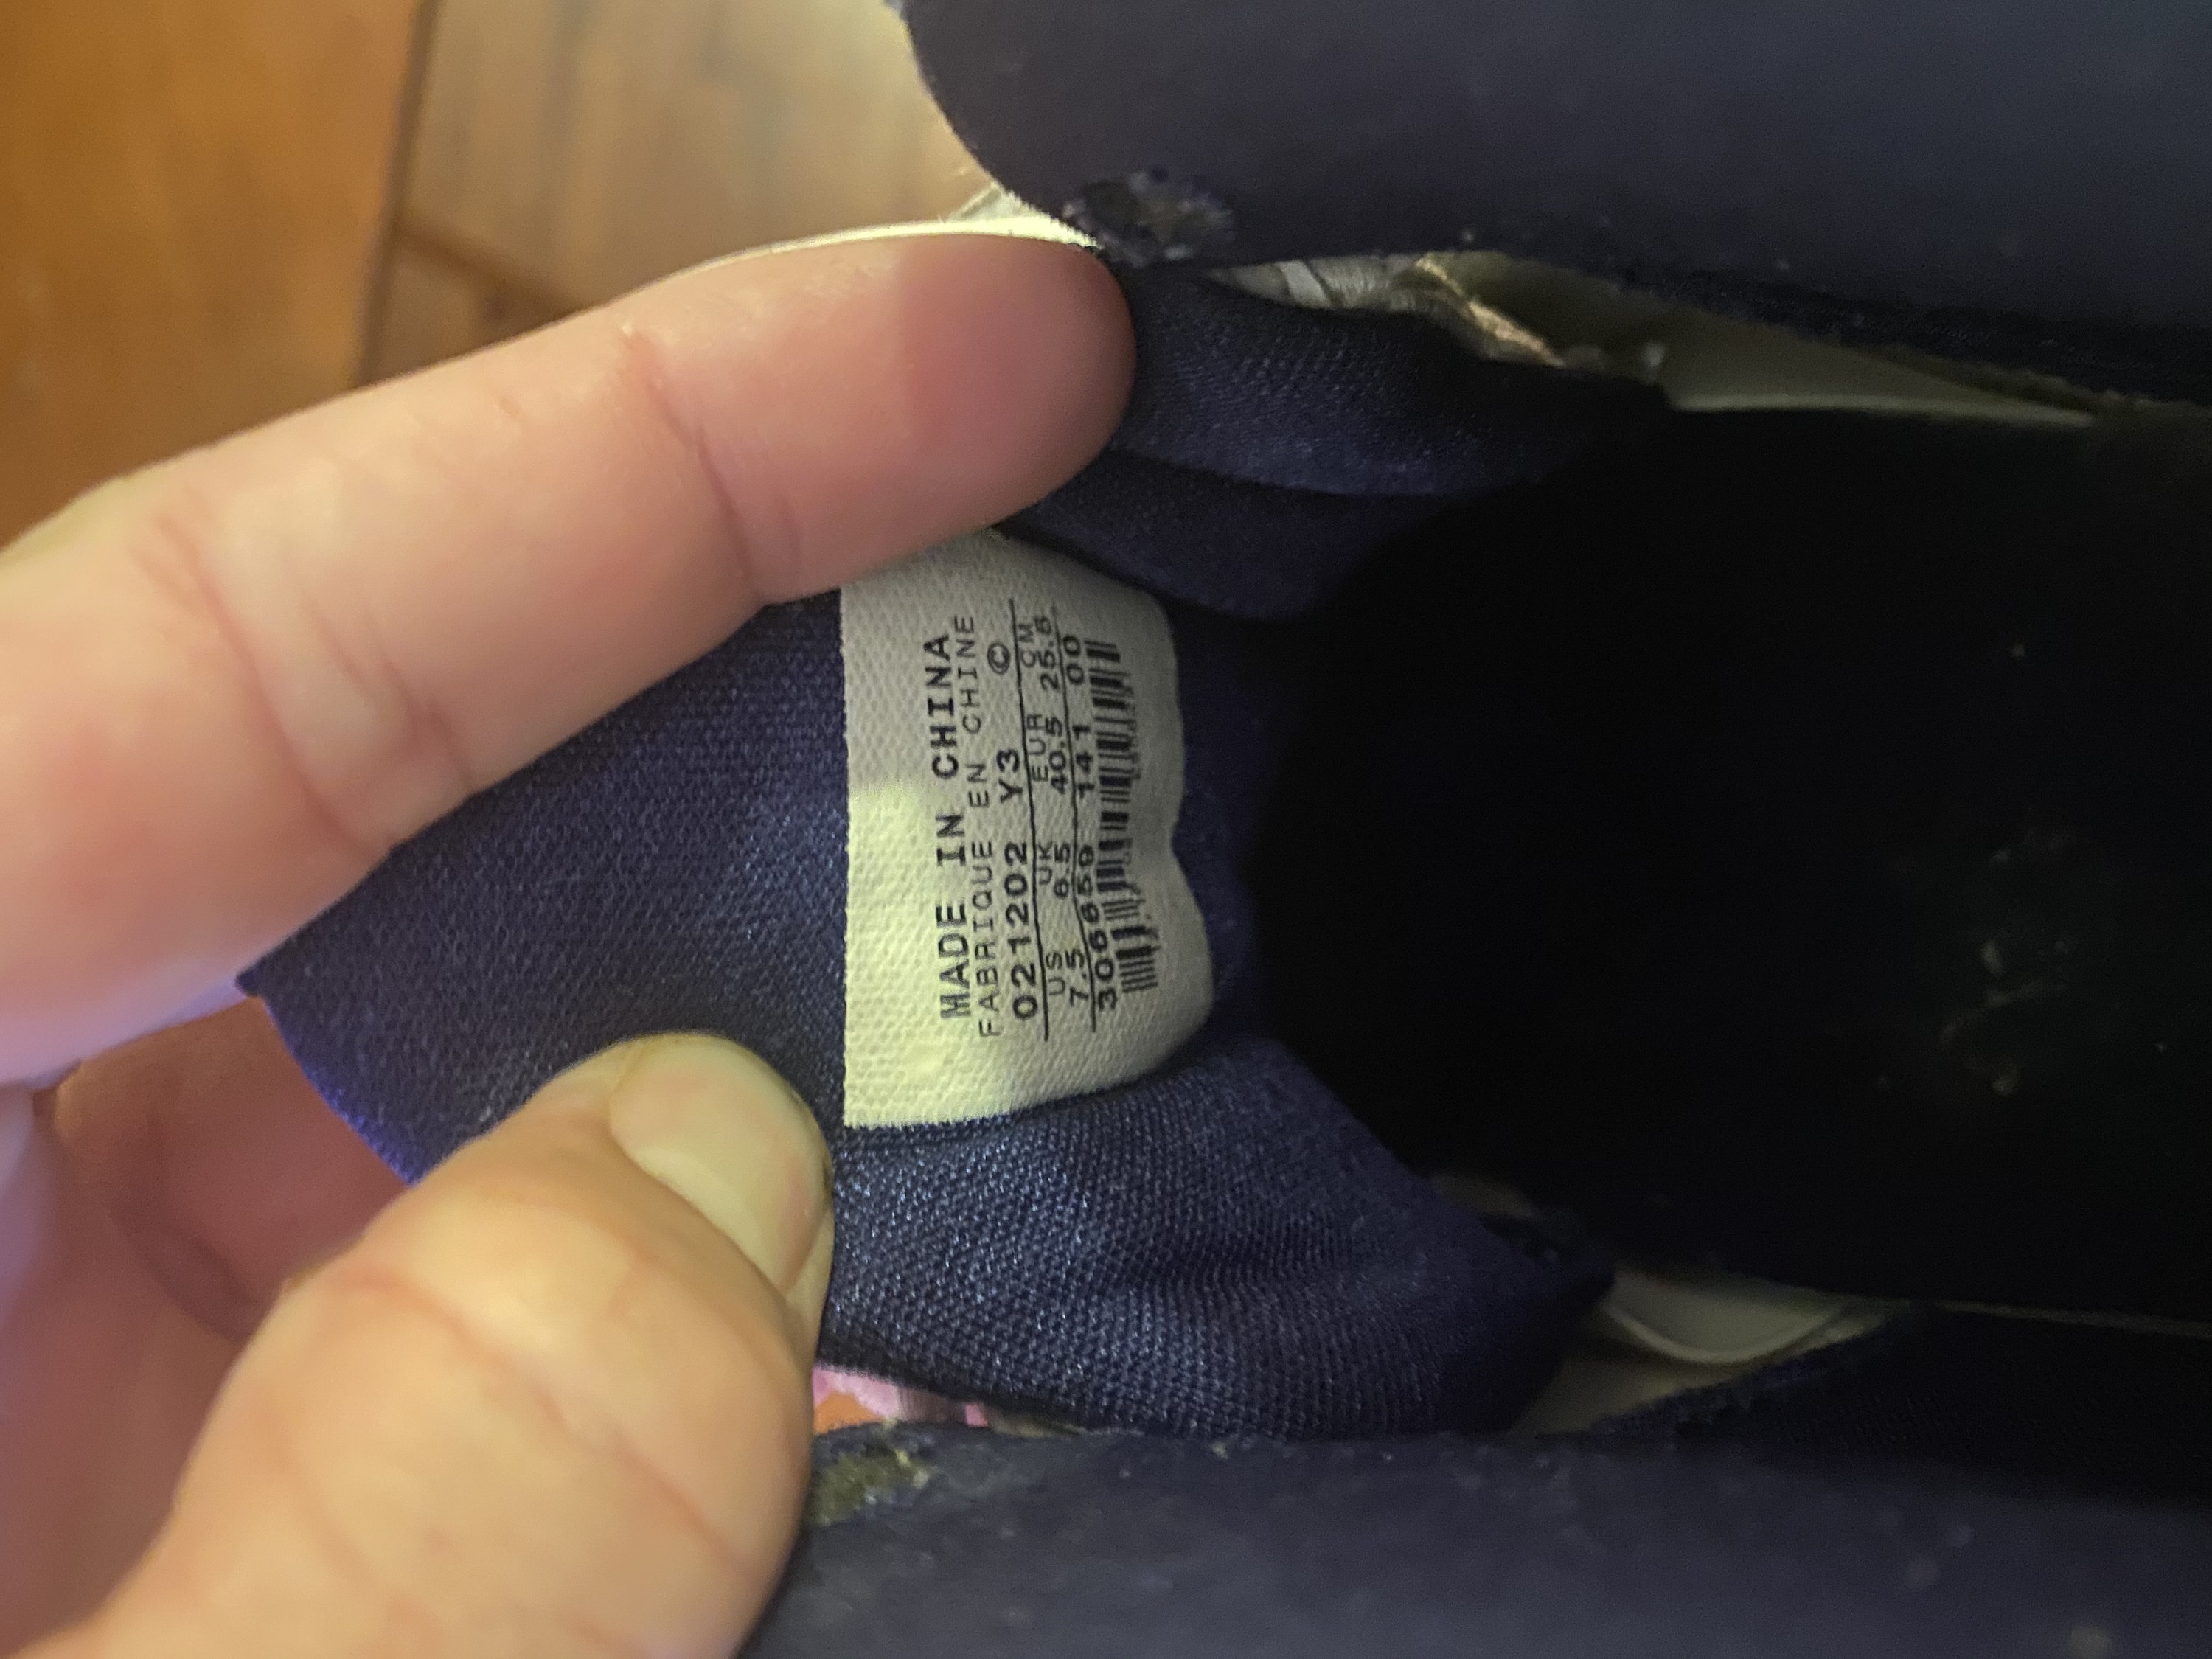 MADE IN CHINA
FABRIQUE EN CHINE
©
021202 Y3
US UK EUR CM
7.5 6.5 40.5 25.5
306659 141 00